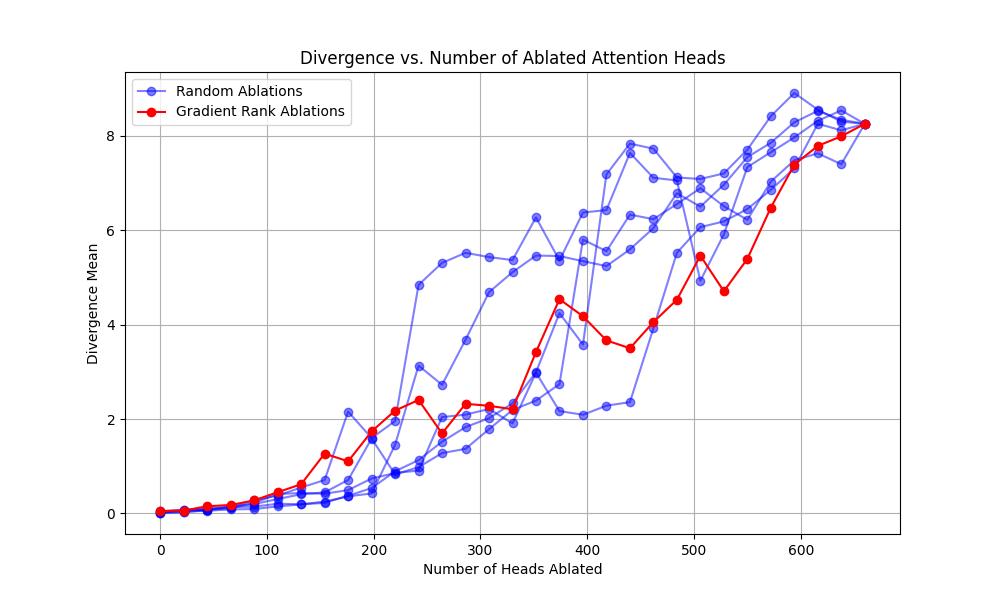 Divergence vs. Number of Ablated Attention Heads
Random Ablations
Gradient Rank Ablations
8
6
4
2
0
Divergence Mean
0 100 200 300 400 500 600
Number of Heads Ablated